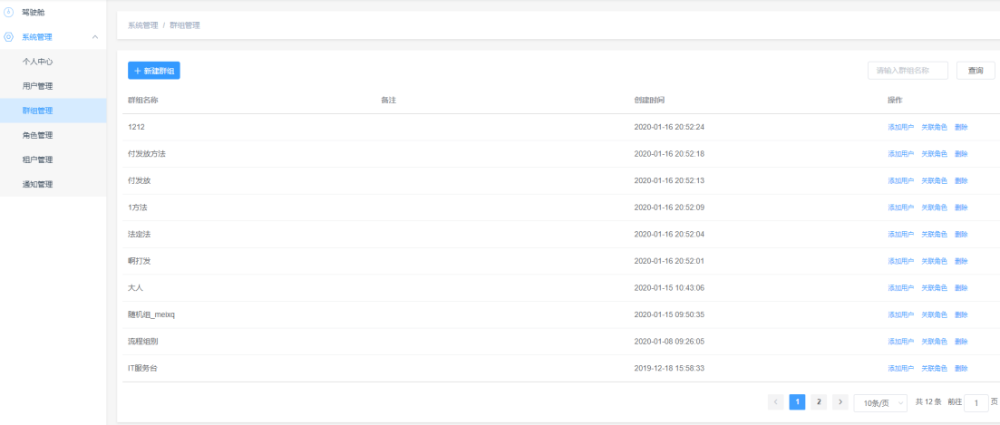 驾驶舱
系统管理
个人中心
用户管理
群组管理
角色管理
租户管理
通知管理
系统管理 / 群组管理
+ 新建群组 请输入群组名称 查询
群组名称 备注 创建时间 操作
1212 2020-01-16 20:52:24 添加用户 关联角色 删除
付发放方法 2020-01-16 20:52:18 添加用户 关联角色 删除
付发放 2020-01-16 20:52:13 添加用户 关联角色 删除
1方法 2020-01-16 20:52:09 添加用户 关联角色 删除
法定法 2020-01-16 20:52:04 添加用户 关联角色 删除
啊打发 2020-01-16 20:52:01 添加用户 关联角色 删除
大人 2020-01-15 10:43:06 添加用户 关联角色 删除
随机组_meixq 2020-01-15 09:50:35 添加用户 关联角色 删除
流程组别 2020-01-08 09:26:05 添加用户 关联角色 删除
IT服务台 2019-12-18 15:58:33 添加用户 关联角色 删除
< 1 2 > 10条/页 共 12 条 前往 1 页